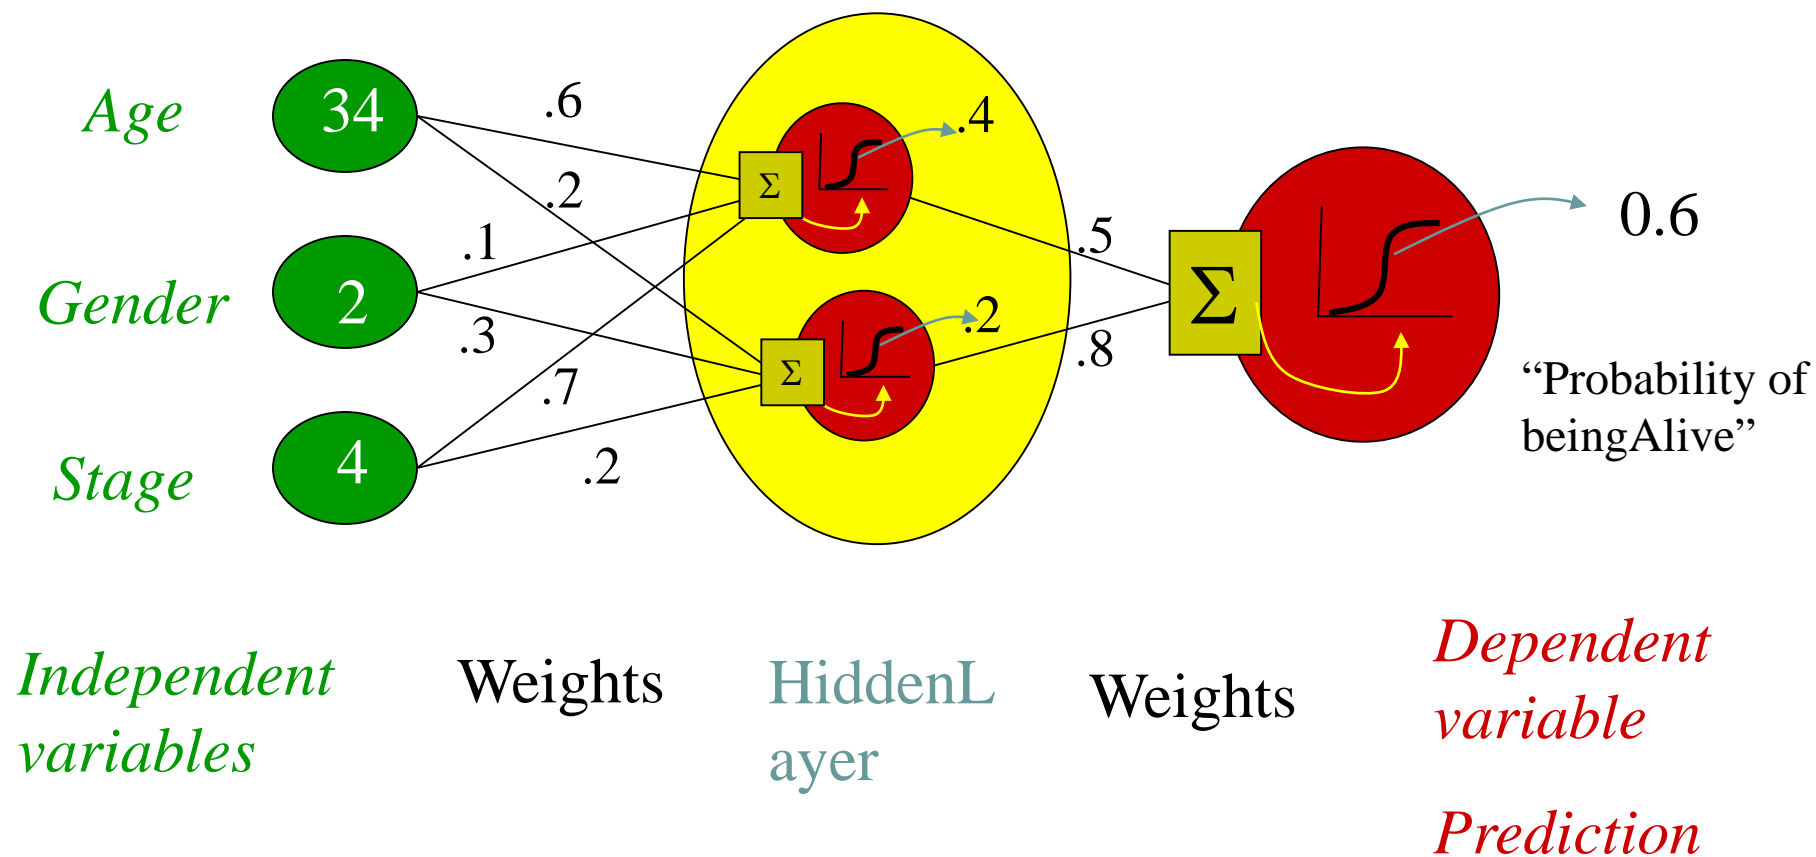 Age
34
.6
.4
Σ
.2
0.6
.1
.5
Σ
Gender
2
.3
.2
.8
Σ
.7
“Probability of
beingAlive”
Stage
4
.2
Independent
variables
Weights
HiddenL
ayer
Weights
Dependent
variable
Prediction